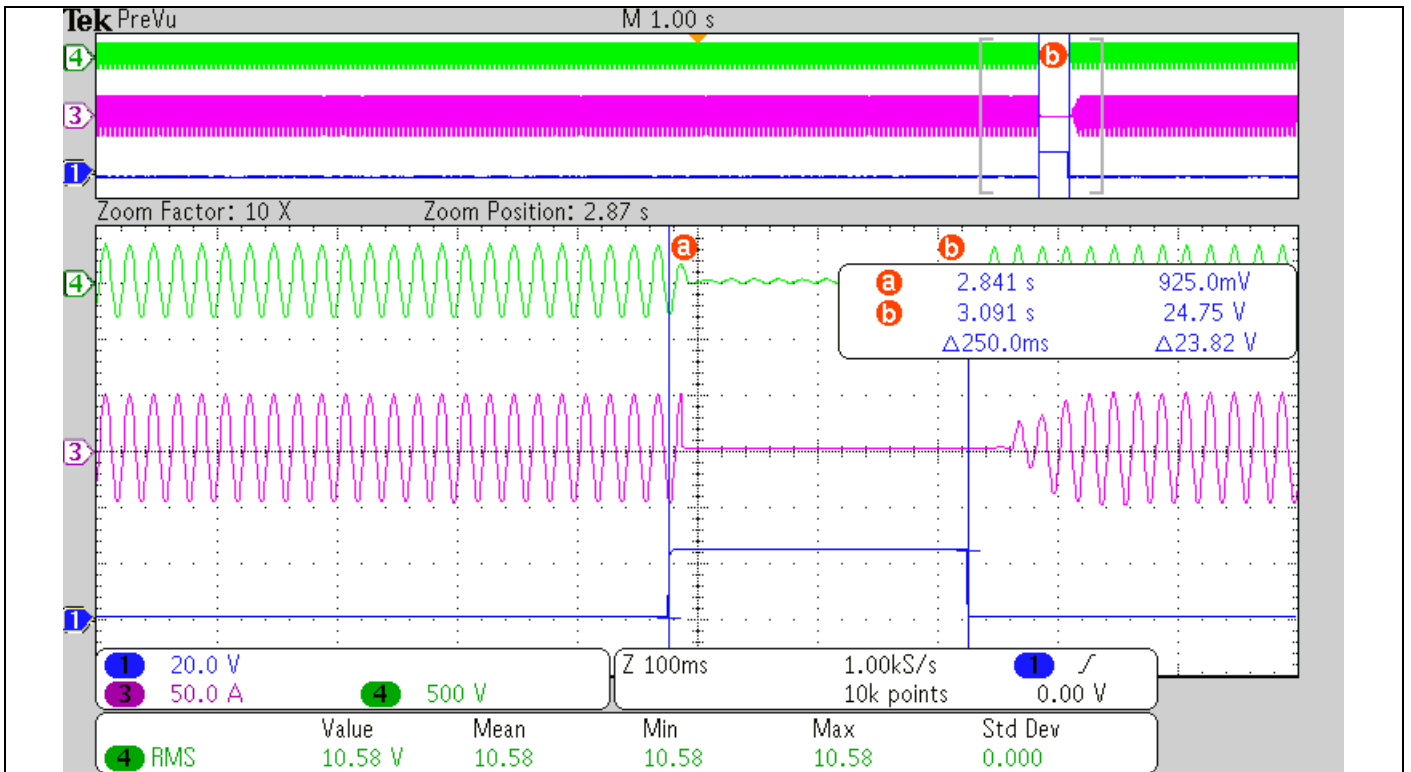 Tek PreVu M 1.00 s
4
b
3
1
Zoom Factor: 10 X Zoom Position: 2.87 s
a b
4
a 2.841 s 925.0mV
b 3.091 s 24.75 V
△250.0ms △23.82 V
3
1
1 20.0 V Z 100ms 1.00kS/s 1
3 50.0 A 4 500 V 10k points 0.00 V
Value Mean Min Max Std Dev
4 RMS 10.58 V 10.58 10.58 10.58 0.000